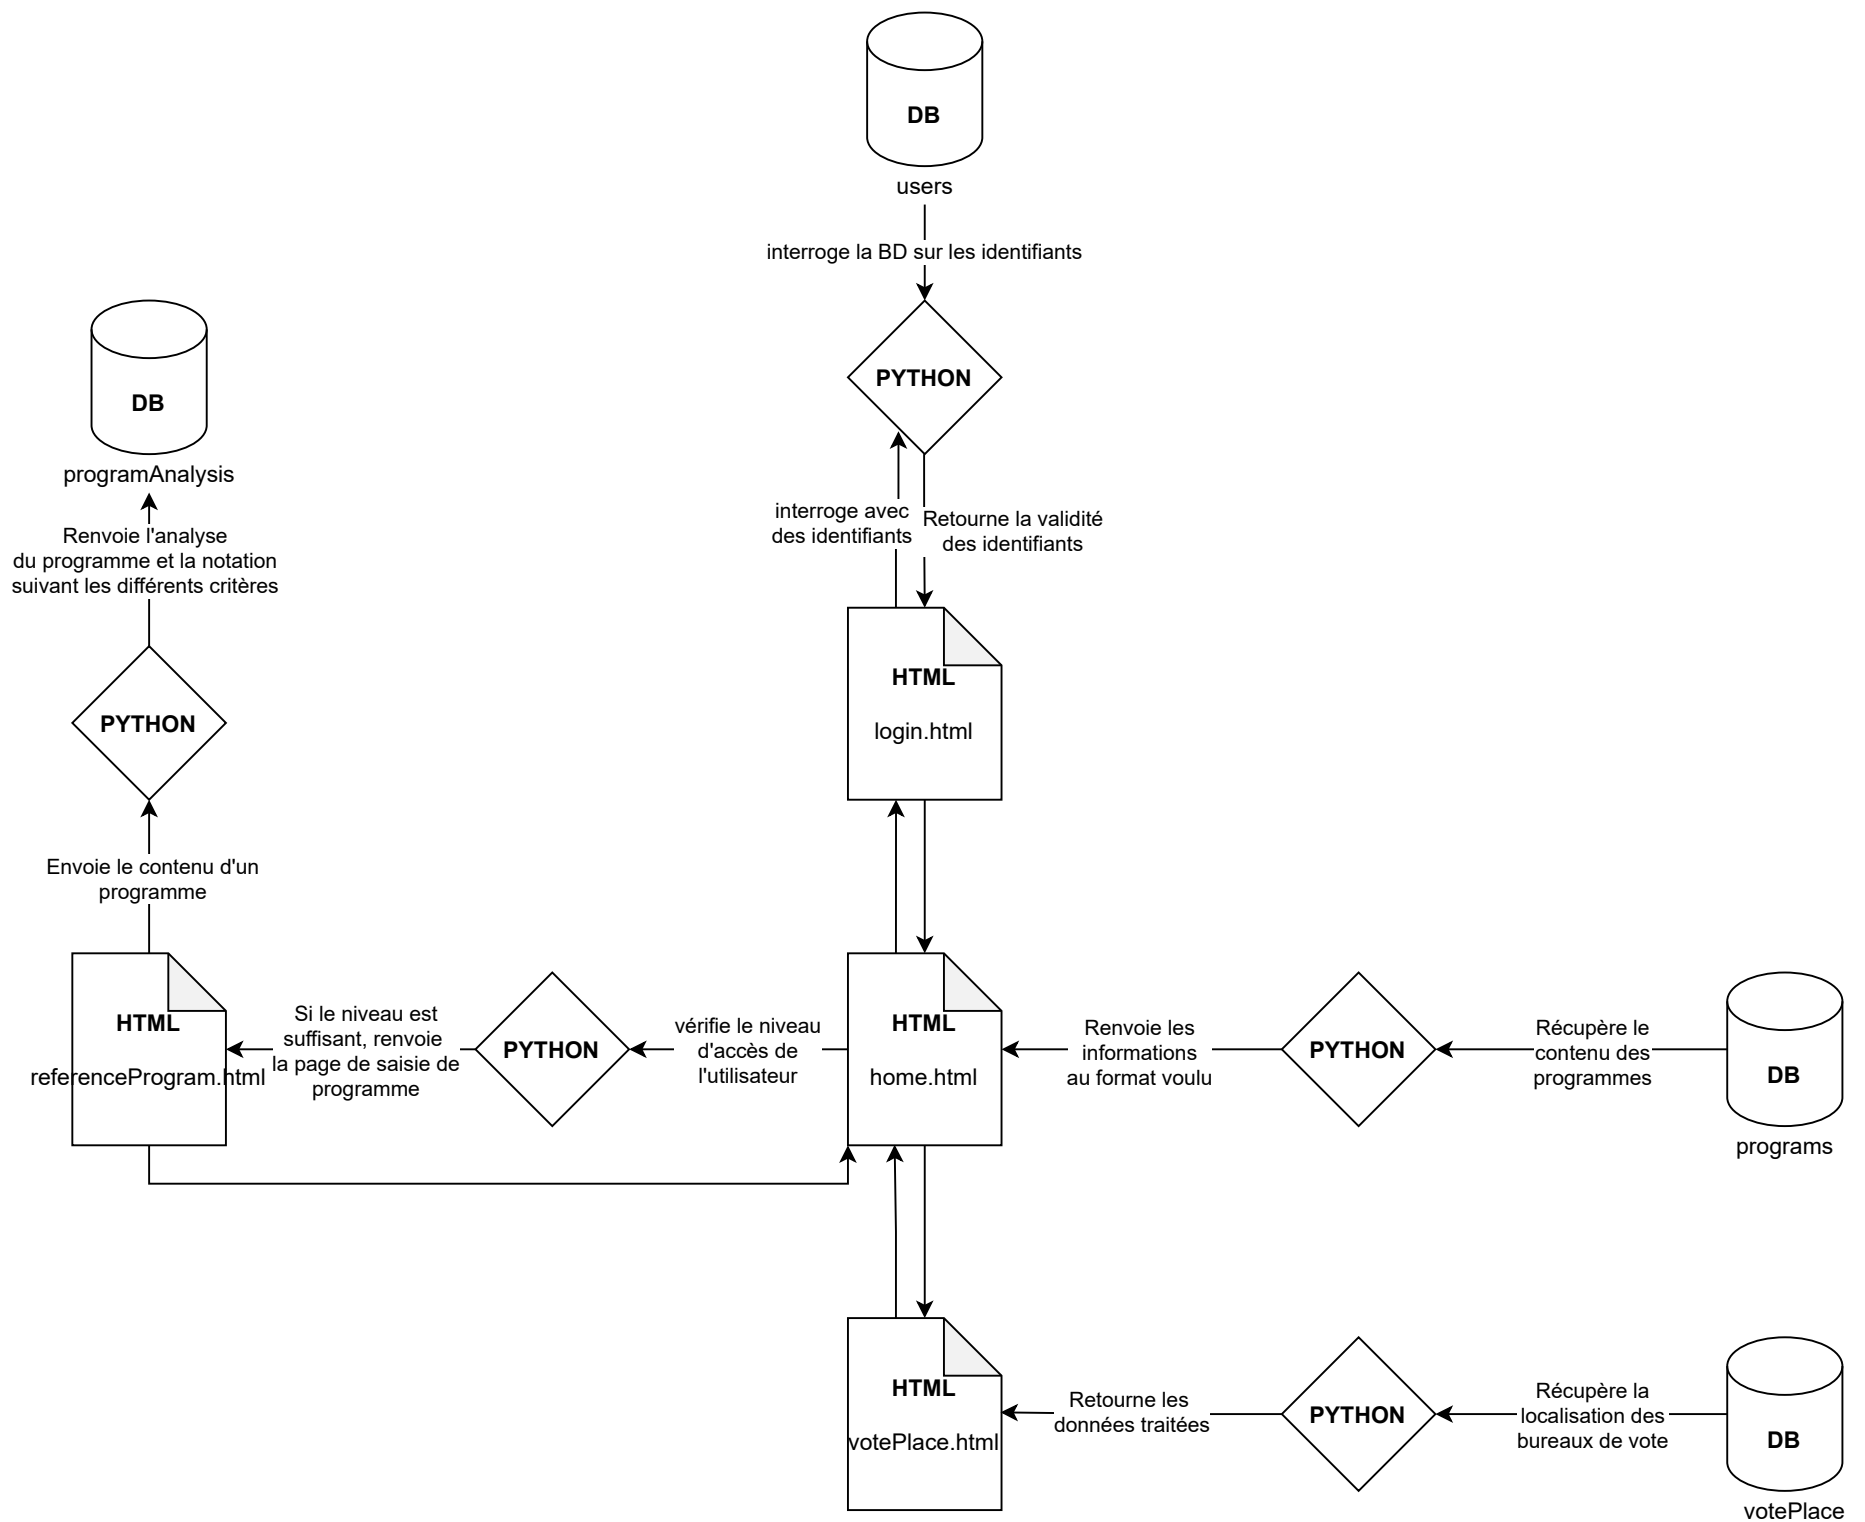 DB
users
interroge la BD sur les identifiants
PYTHON
DB
programAnalysis
interroge avec
des identifiants
Retourne la validité
des identifiants
Renvoie l'analyse
du programme et la notation
suivant les différents critères
HTML
login.html
PYTHON
Envoie le contenu d'un
programme
HTML
referenceProgram.html
Si le niveau est
suffisant, renvoie
la page de saisie de
programme
PYTHON
vérifie le niveau
d'accès de
l'utilisateur
HTML
home.html
Renvoie les
informations
au format voulu
PYTHON
Récupère le
contenu des
programmes
DB
programs
HTML
votePlace.html
Retourne les
données traitées
PYTHON
Récupère la
localisation des
bureaux de vote
DB
votePlace